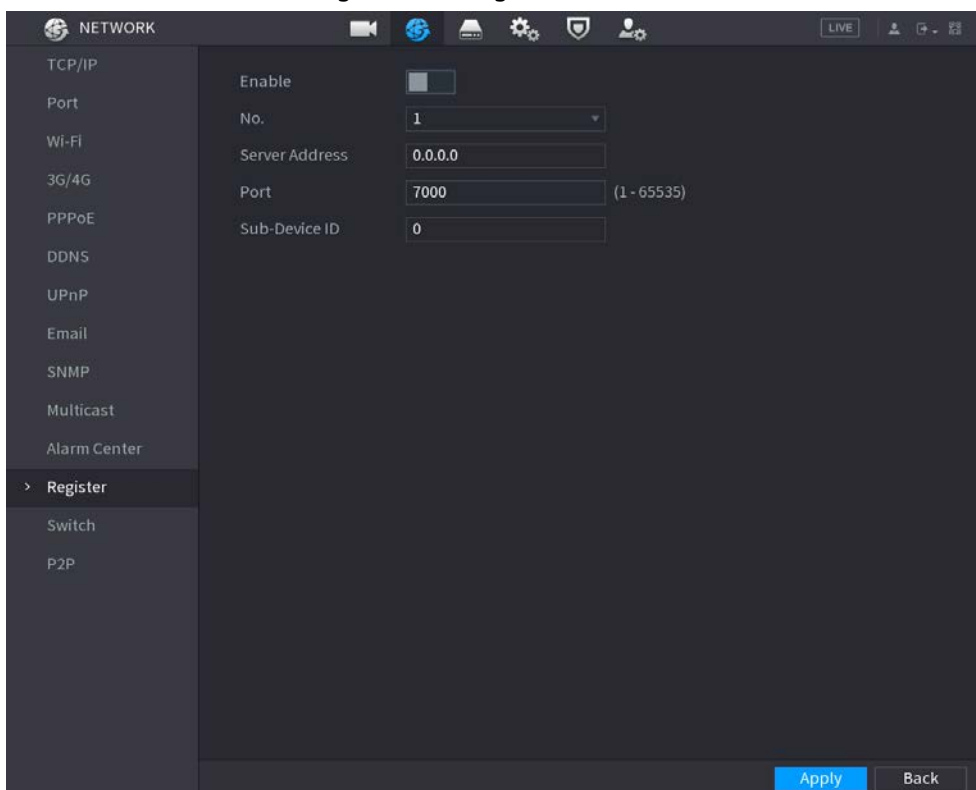 NETWORK
LIVE
TCP/IP
Port
Wi-Fi
3G/4G
PPPoE
DDNS
UPnP
Email
SNMP
Multicast
Alarm Center
> Register
Switch
P2P
Enable
No. 1
Server Address 0.0.0.0
Port 7000 (1 - 65535)
Sub-Device ID 0
Apply Back